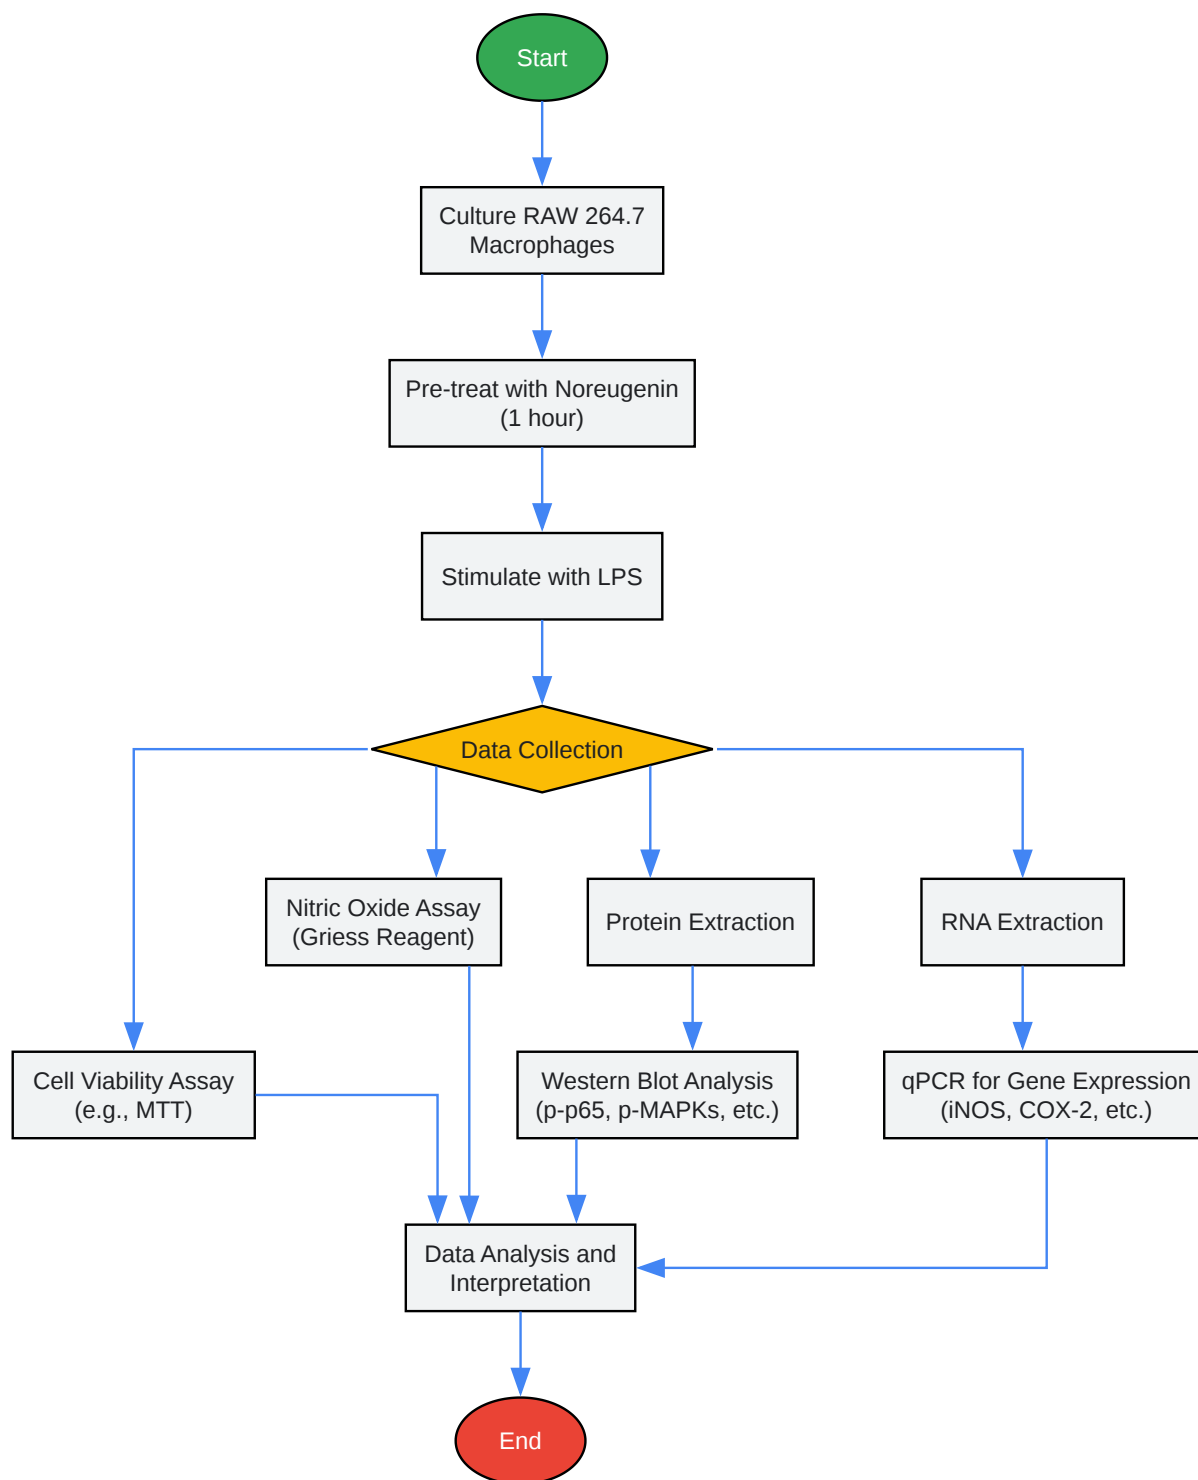 Start
Culture RAW 264.7
Macrophages
Pre-treat with Noreugenin
(1 hour)
Stimulate with LPS
Data Collection
Nitric Oxide Assay
(Griess Reagent)
Protein Extraction
RNA Extraction
Cell Viability Assay
(e.g., MTT)
Western Blot Analysis
(p-p65, p-MAPKs, etc.)
qPCR for Gene Expression
(iNOS, COX-2, etc.)
Data Analysis and
Interpretation
End